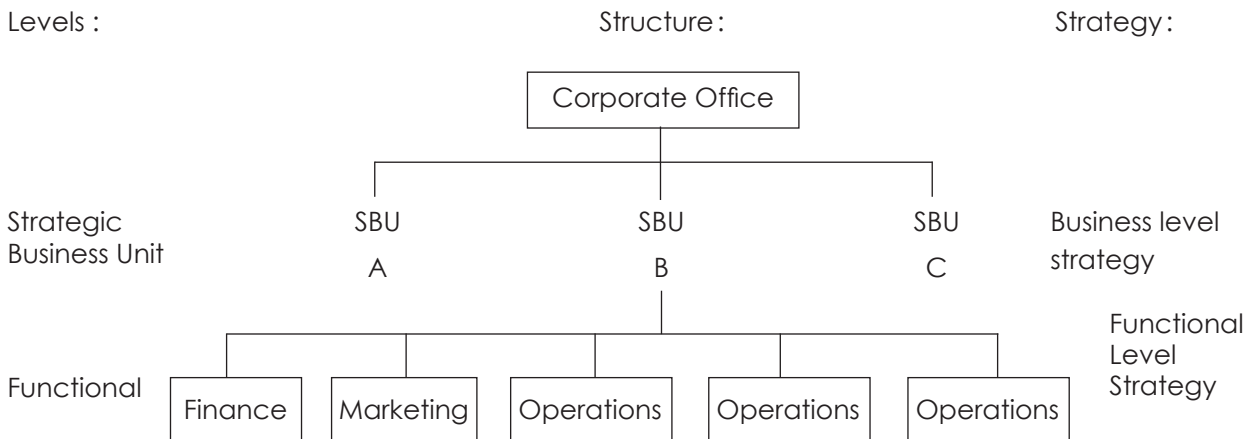 Levels : Structure : Strategy :
Corporate Office
Strategic
Business Unit
SBU SBU SBU
A B C
Business level
strategy
Functional
Level
Strategy
Functional
Finance Marketing Operations Operations Operations